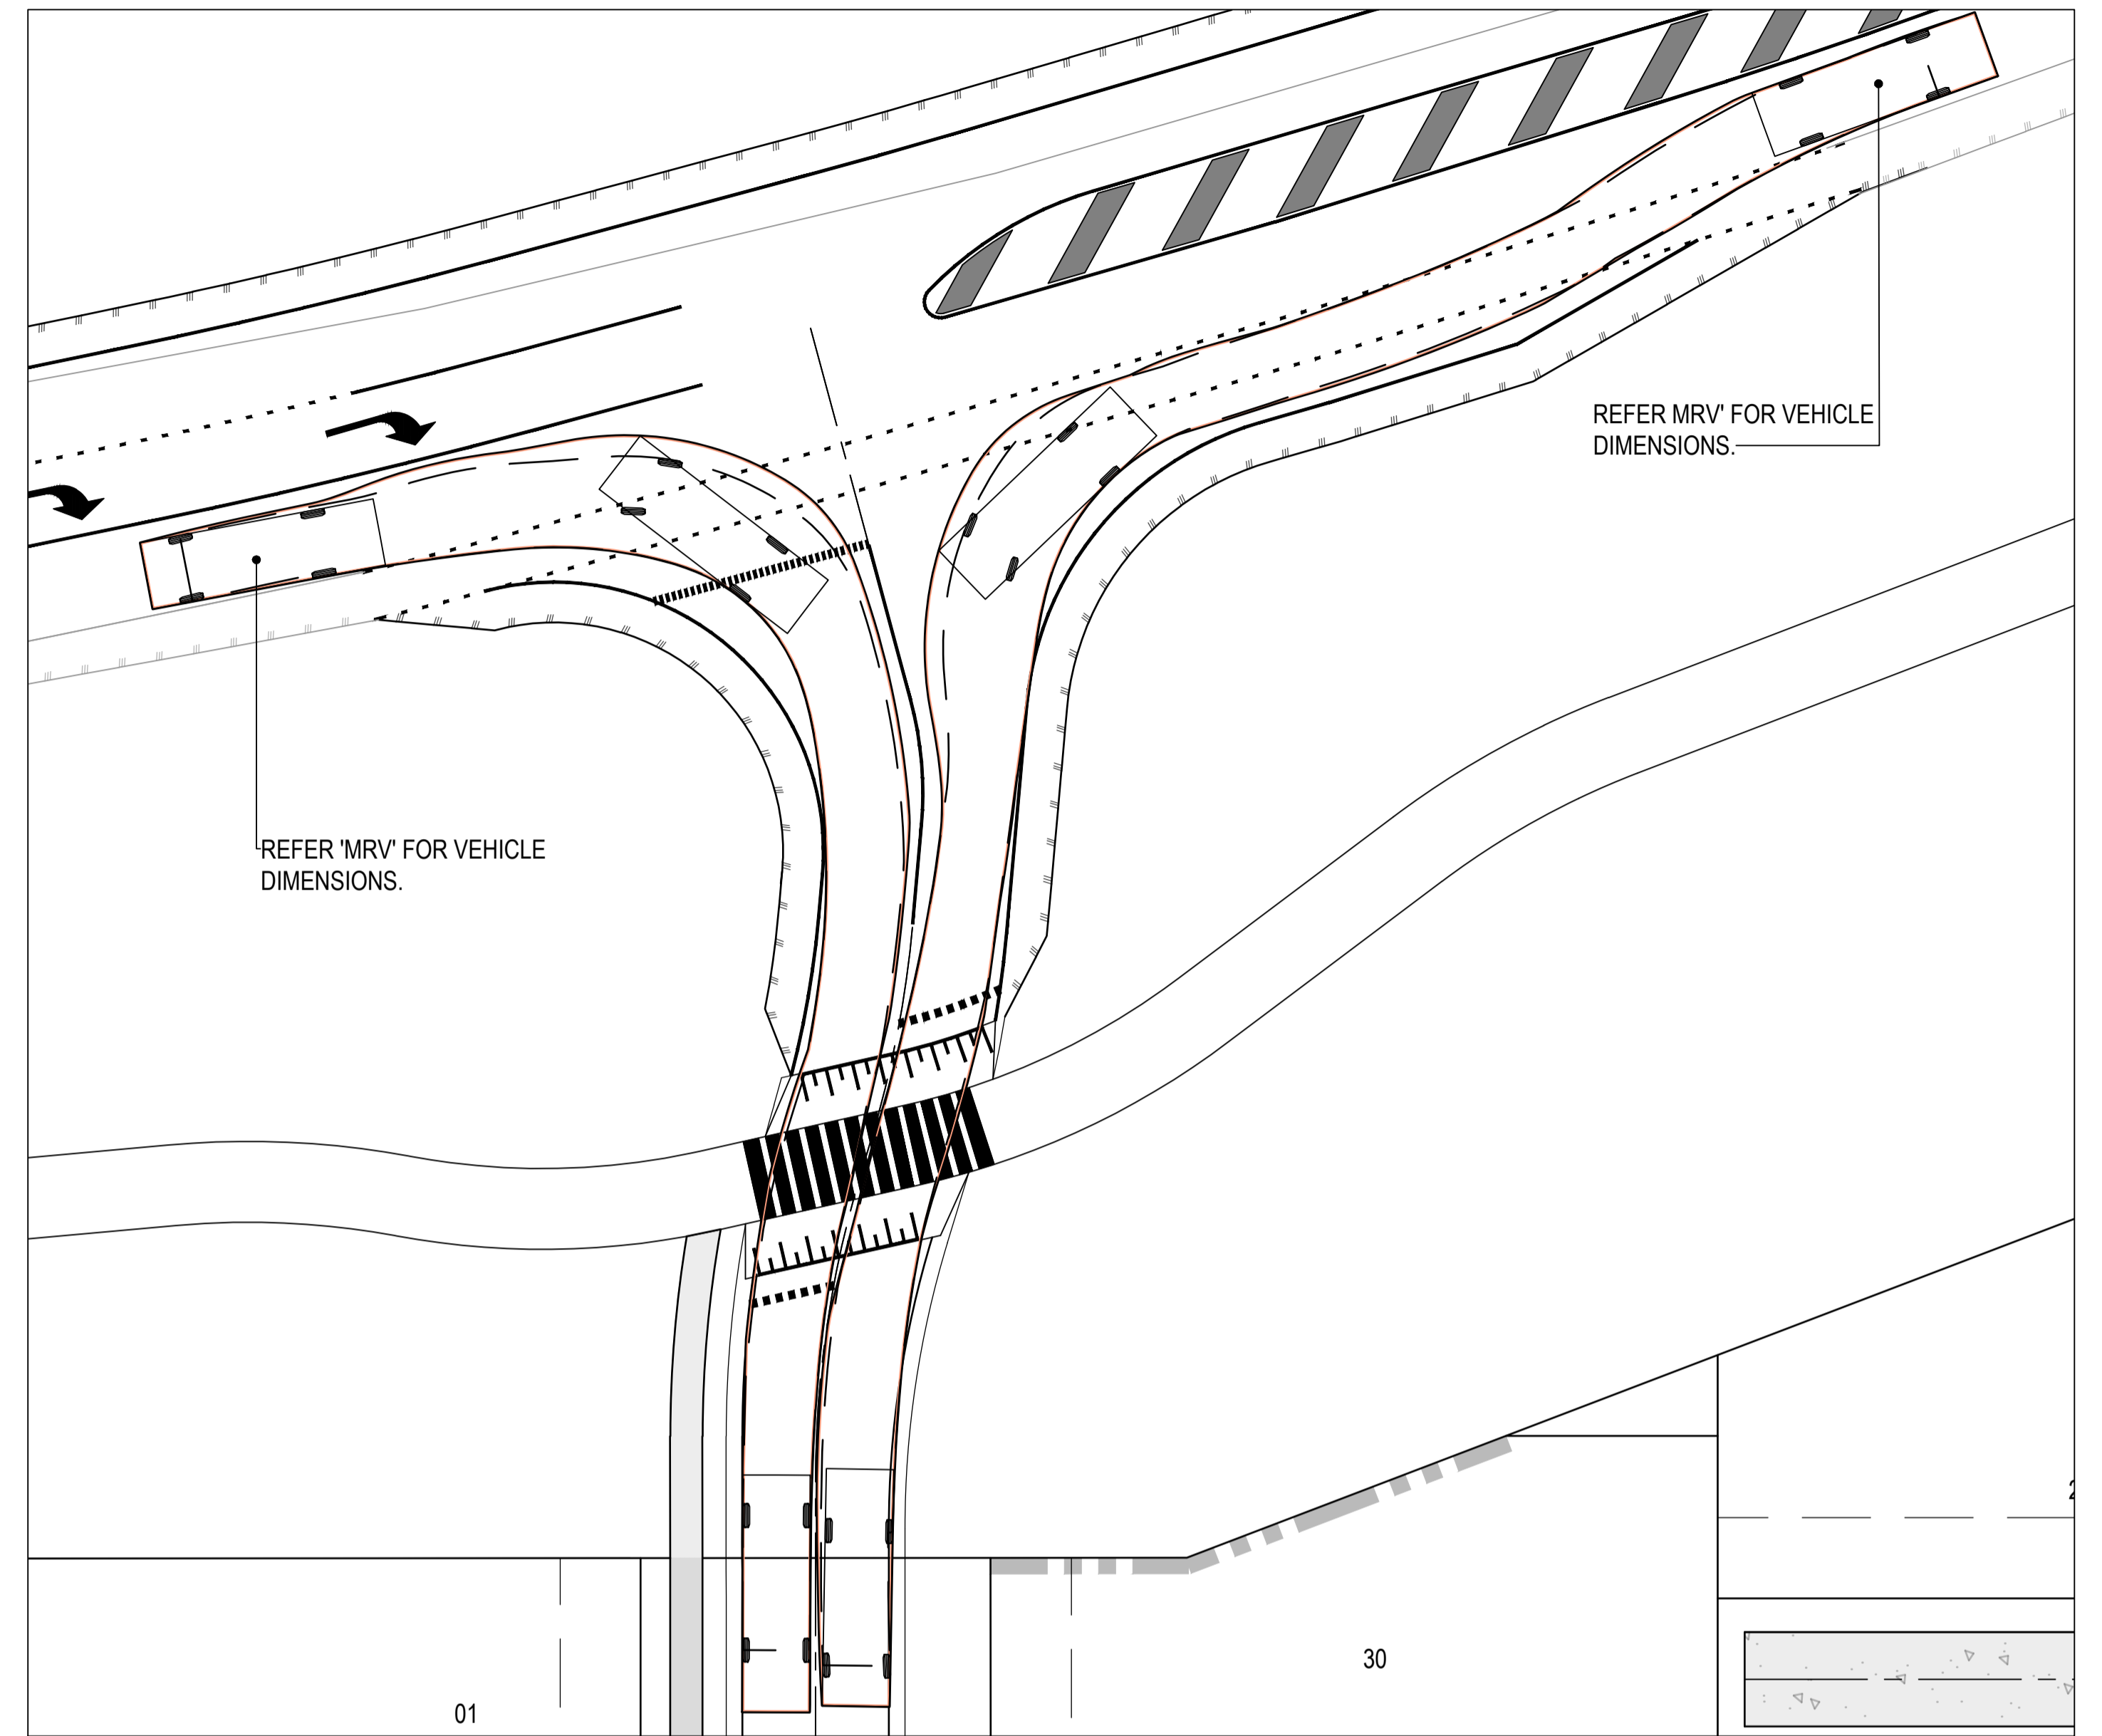 REFER MRV' FOR VEHICLE
DIMENSIONS.
REFER 'MRV' FOR VEHICLE
DIMENSIONS.
30
01